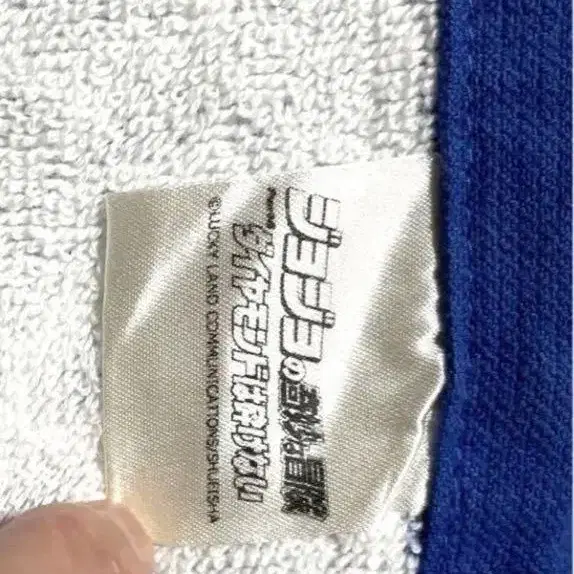 ジョジョの奇妙な冒険
ダイヤモンドは砕けない
©LUCKY LAND COMMUNICATIONS/SHUEISHA